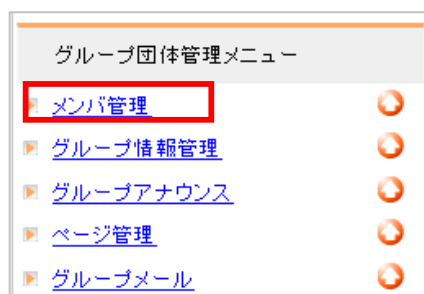 グループ団体管理メニュー
メンバ管理
グループ情報管理
グループアナウンス
ページ管理
グループメール